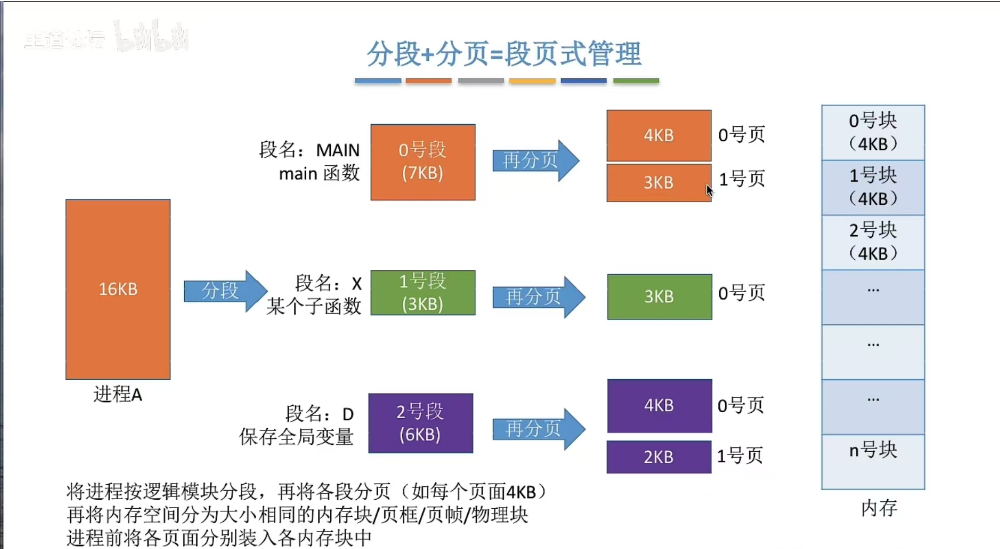 bilibili
分段+分页=段页式管理
段名：MAIN
main 函数
0号段
(7KB)
再分页
4KB
0号页
3KB
1号页
16KB
进程A
分段
段名：X
某个子函数
1号段
(3KB)
再分页
3KB
0号页
段名：D
保存全局变量
2号段
(6KB)
再分页
4KB
0号页
2KB
1号页
0号块
（4KB）
1号块
（4KB）
2号块
（4KB）
...
...
...
n号块
内存
将进程按逻辑模块分段，再将各段分页（如每个页面4KB）
再将内存空间分为大小相同的内存块/页框/页帧/物理块
进程前将各页面分别装入各内存块中